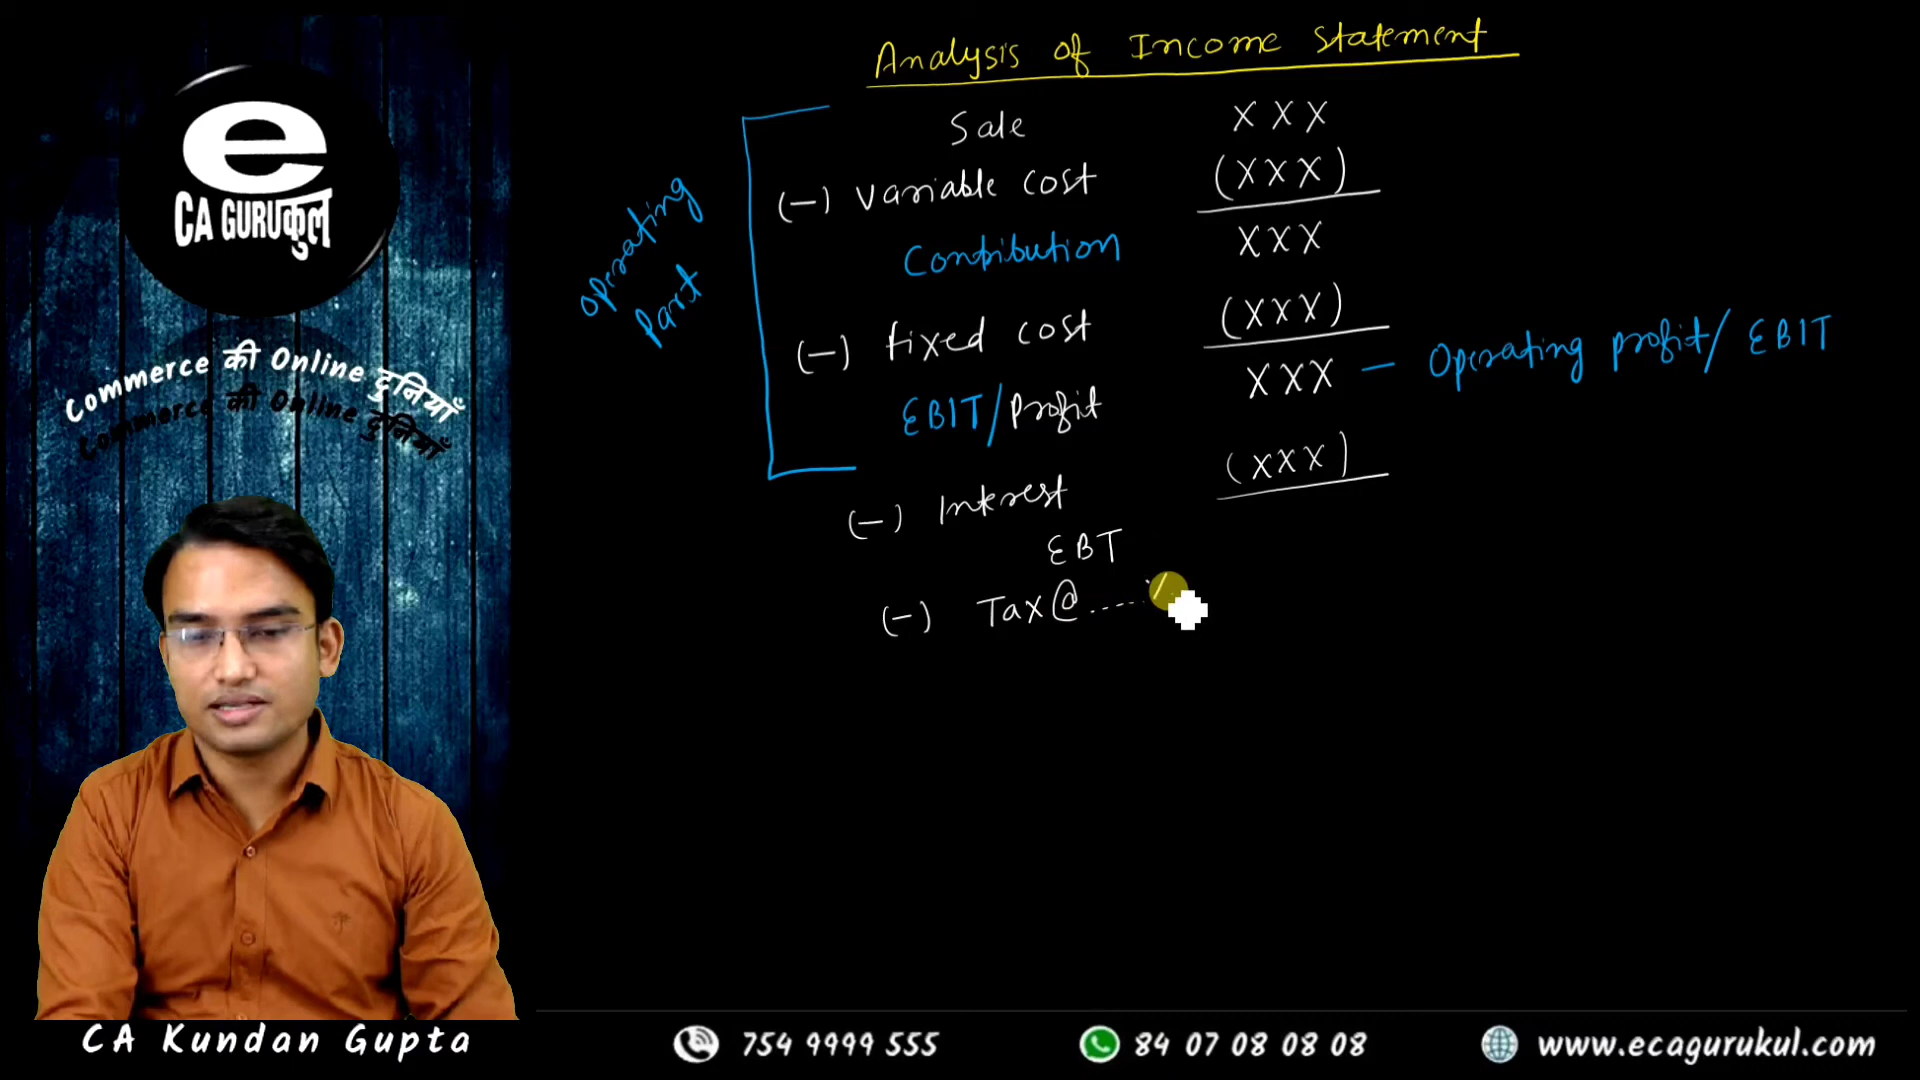 Analysis of Income Statement
Sale XXX
(-) Variable cost (XXX)
Contribution XXX
(-) fixed cost (XXX)
EBIT/Profit XXX - Operating profit/EBIT
(-) Interest (XXX)
EBT
(-) Tax@.....%
Operating
Part
e
CA GURUकुल
Commerce की Online दुनियाँ
Commerce की Online दुनियाँ
CA Kundan Gupta
754 9999 555
84 07 08 08 08
www.ecagurukul.com